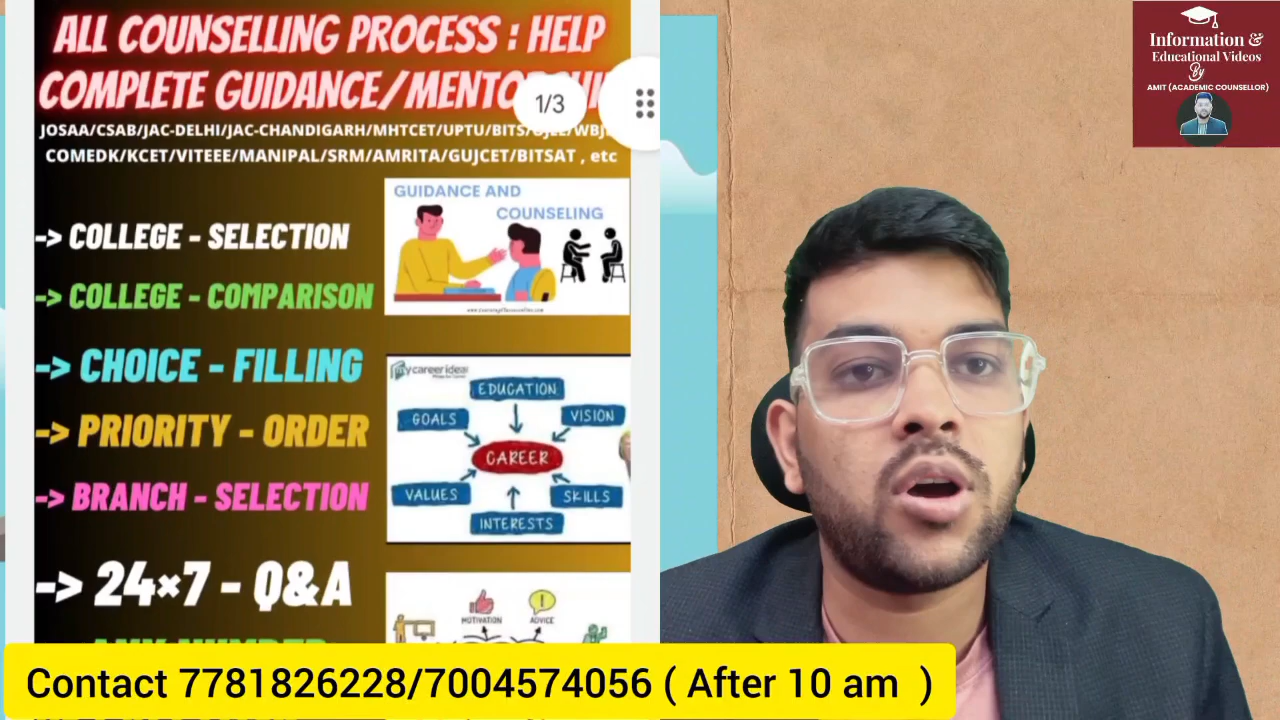 ALL COUNSELLING PROCESS : HELP
COMPLETE GUIDANCE/
1/3
JOSAA/CSAB/JAC-DELHI/JAC-CHANDIGARH/MHTCET/UPTU/BITS/
COMEDK/KCET/VITEEE/MANIPAL/SRM/AMRITA/GUJCET/BITSAT , etc
-> COLLEGE - SELECTION
-> COLLEGE - COMPARISON
-> CHOICE - FILLING
-> PRIORITY - ORDER
-> BRANCH - SELECTION
-> 24×7 - Q&A
GUIDANCE AND
COUNSELING
career ideas
EDUCATION
GOALS
VISION
CAREER
VALUES
SKILLS
INTERESTS
MOTIVATION
ADVICE
Contact 7781826228/7004574056 ( After 10 am )
Information &
Educational Videos
By
AMIT (ACADEMIC COUNSELLOR)